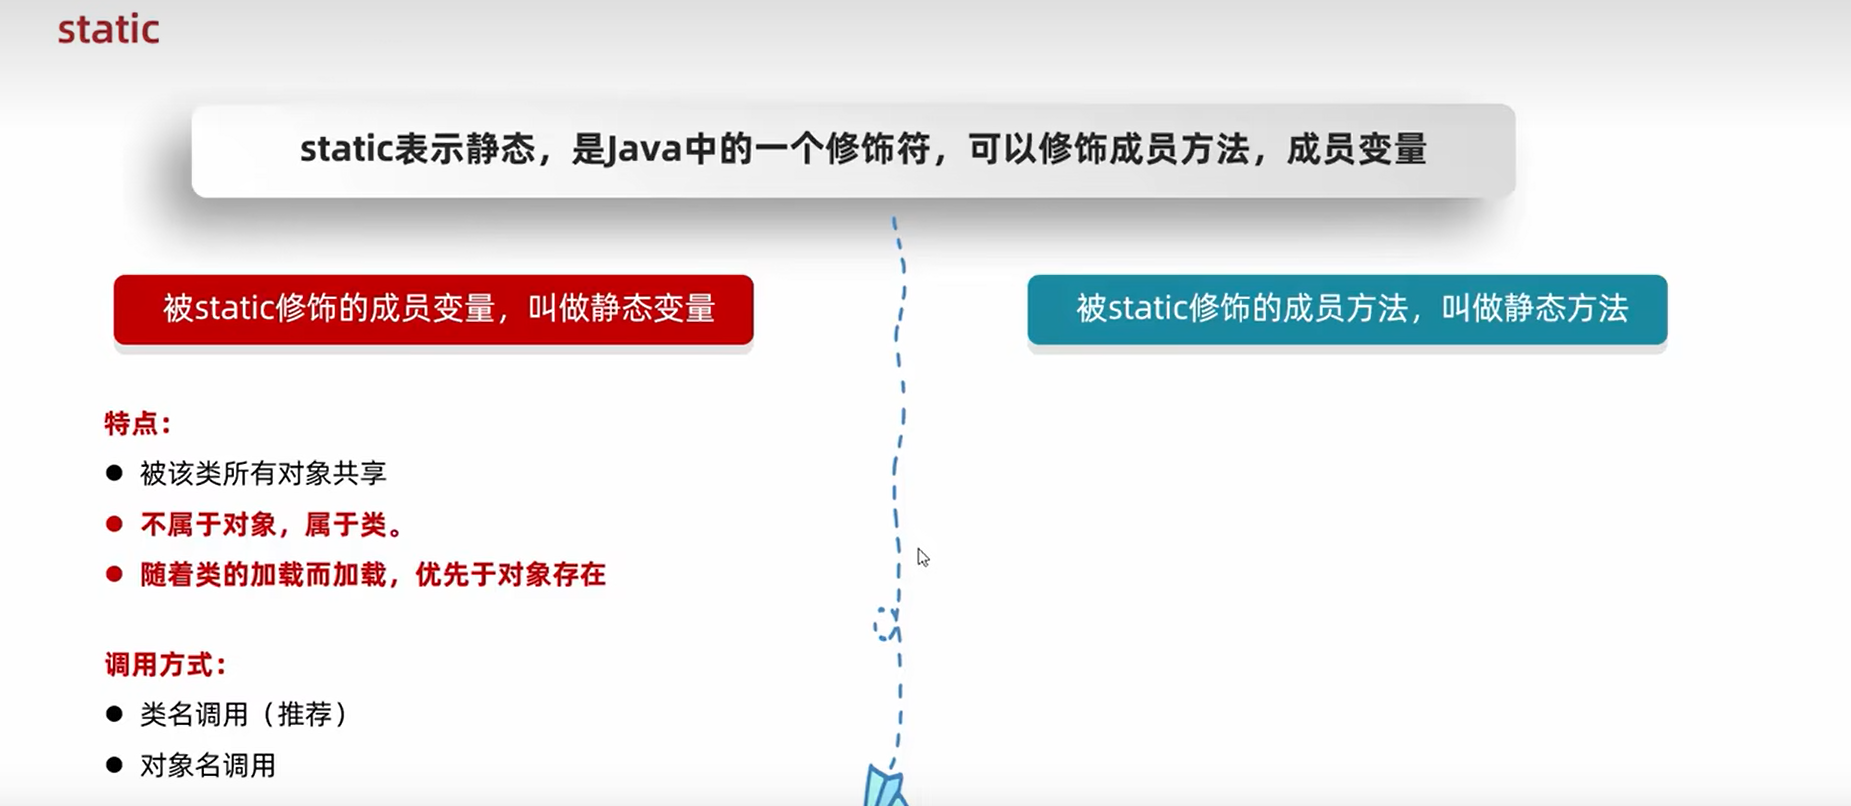 static
static表示静态，是Java中的一个修饰符，可以修饰成员方法，成员变量
被static修饰的成员变量，叫做静态变量
被static修饰的成员方法，叫做静态方法
特点：
● 被该类所有对象共享
● 不属于对象，属于类。
● 随着类的加载而加载，优先于对象存在
调用方式：
● 类名调用（推荐）
● 对象名调用